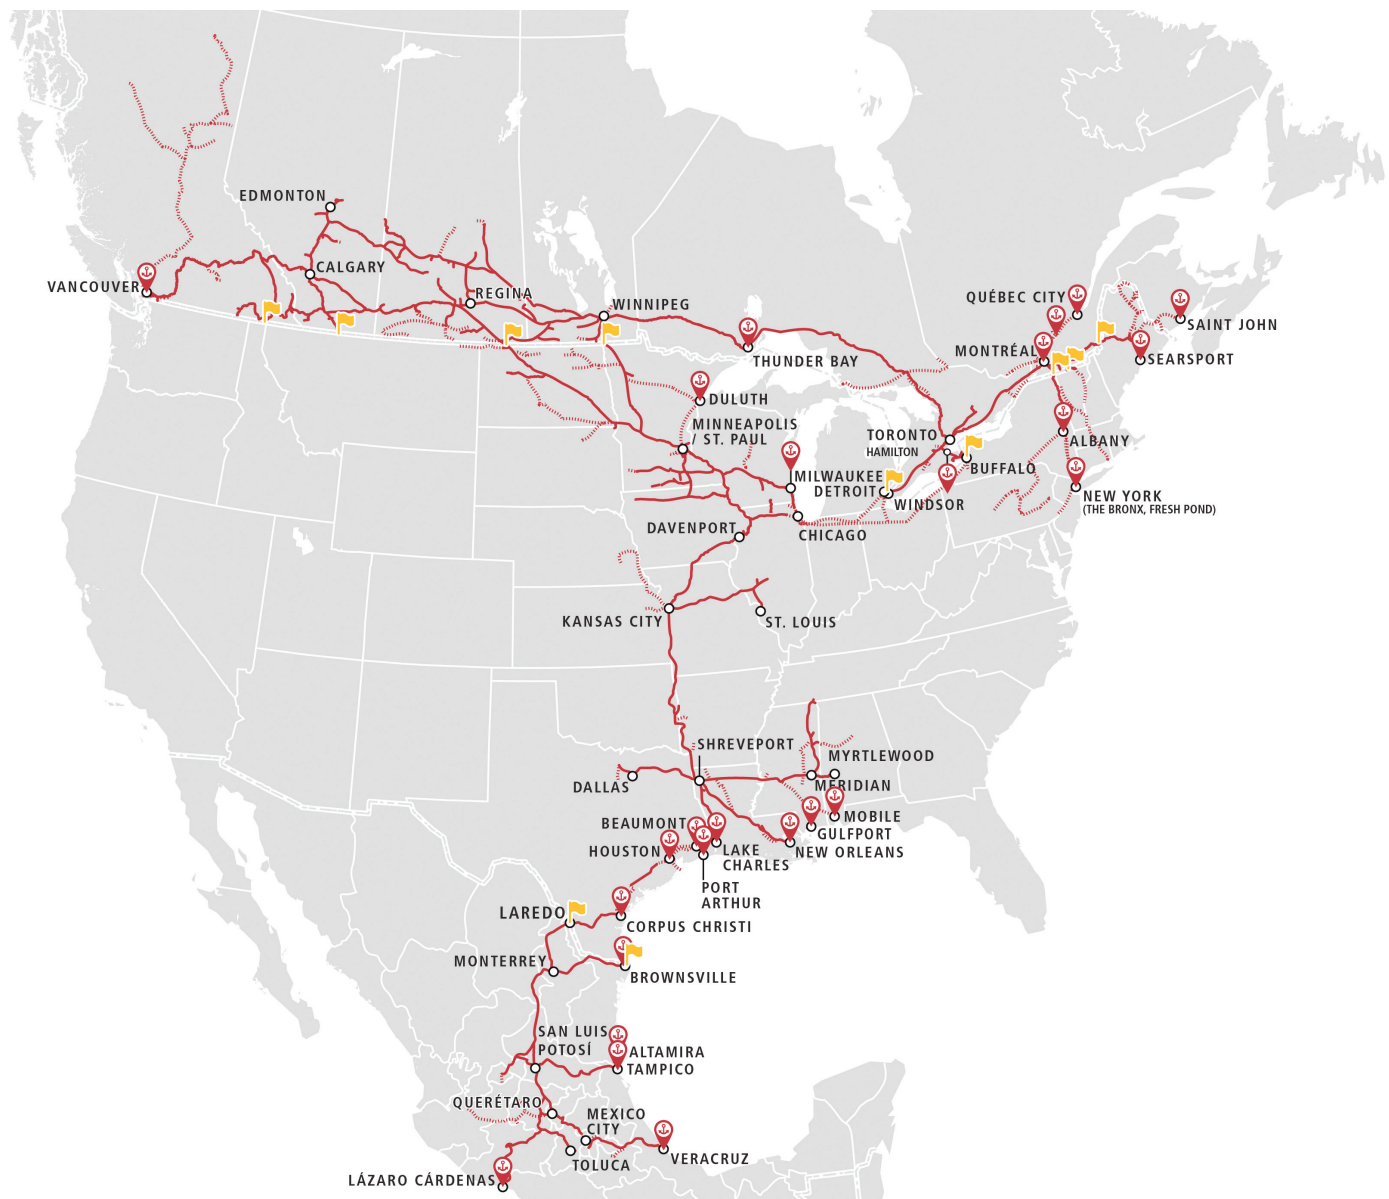 EDMONTON
CALGARY
VANCOUVER
REGINA
WINNIPEG
THUNDER BAY
QUÉBEC CITY
SAINT JOHN
MONTRÉAL
SEARSPORT
DULUTH
MINNEAPOLIS
/ ST. PAUL
TORONTO
HAMILTON
ALBANY
BUFFALO
MILWAUKEE
DETROIT
WINDSOR
NEW YORK
(THE BRONX, FRESH POND)
DAVENPORT
CHICAGO
KANSAS CITY
ST. LOUIS
SHREVEPORT
MYRTLEWOOD
DALLAS
MERIDIAN
BEAUMONT
MOBILE
GULFPORT
HOUSTON
LAKE
CHARLES
NEW ORLEANS
PORT
ARTHUR
LAREDO
CORPUS CHRISTI
MONTERREY
BROWNSVILLE
SAN LUIS
POTOSÍ
ALTAMIRA
TAMPICO
QUERÉTARO
MEXICO
CITY
TOLUCA
VERACRUZ
LÁZARO CÁRDENAS